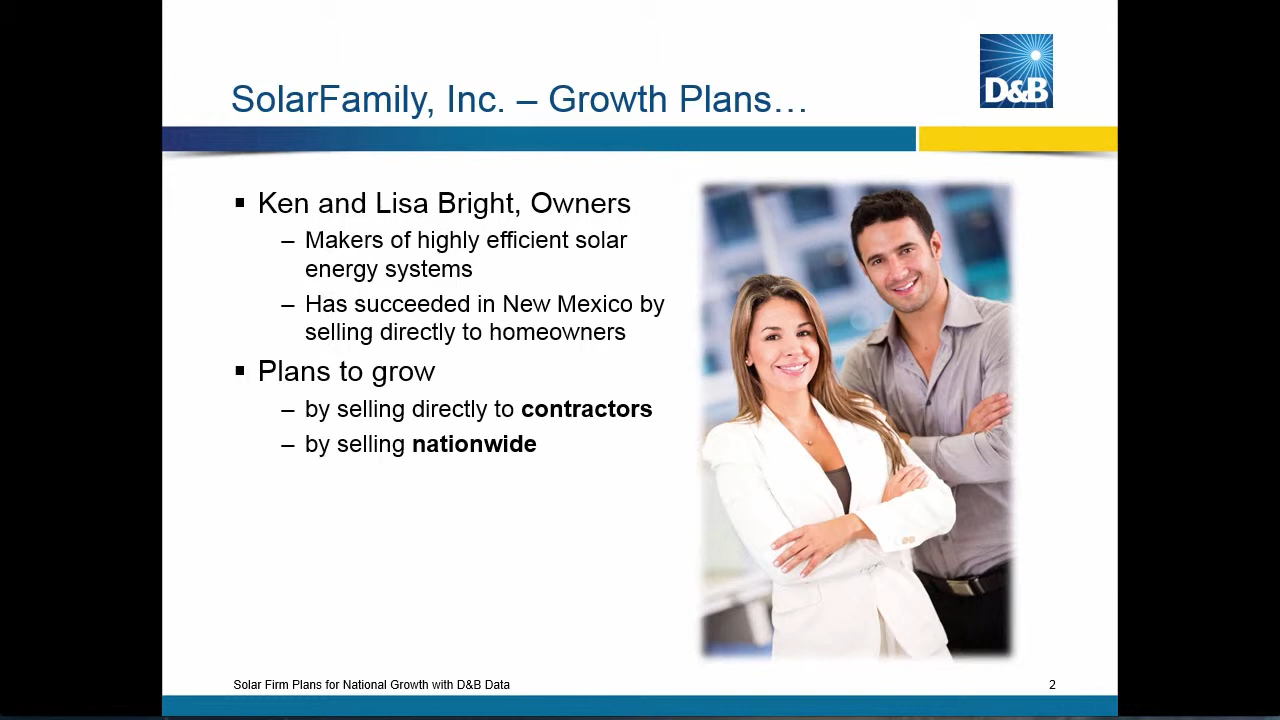 D&B
SolarFamily, Inc. – Growth Plans…
▪ Ken and Lisa Bright, Owners
– Makers of highly efficient solar
energy systems
– Has succeeded in New Mexico by
selling directly to homeowners
▪ Plans to grow
– by selling directly to contractors
– by selling nationwide
Solar Firm Plans for National Growth with D&B Data
2